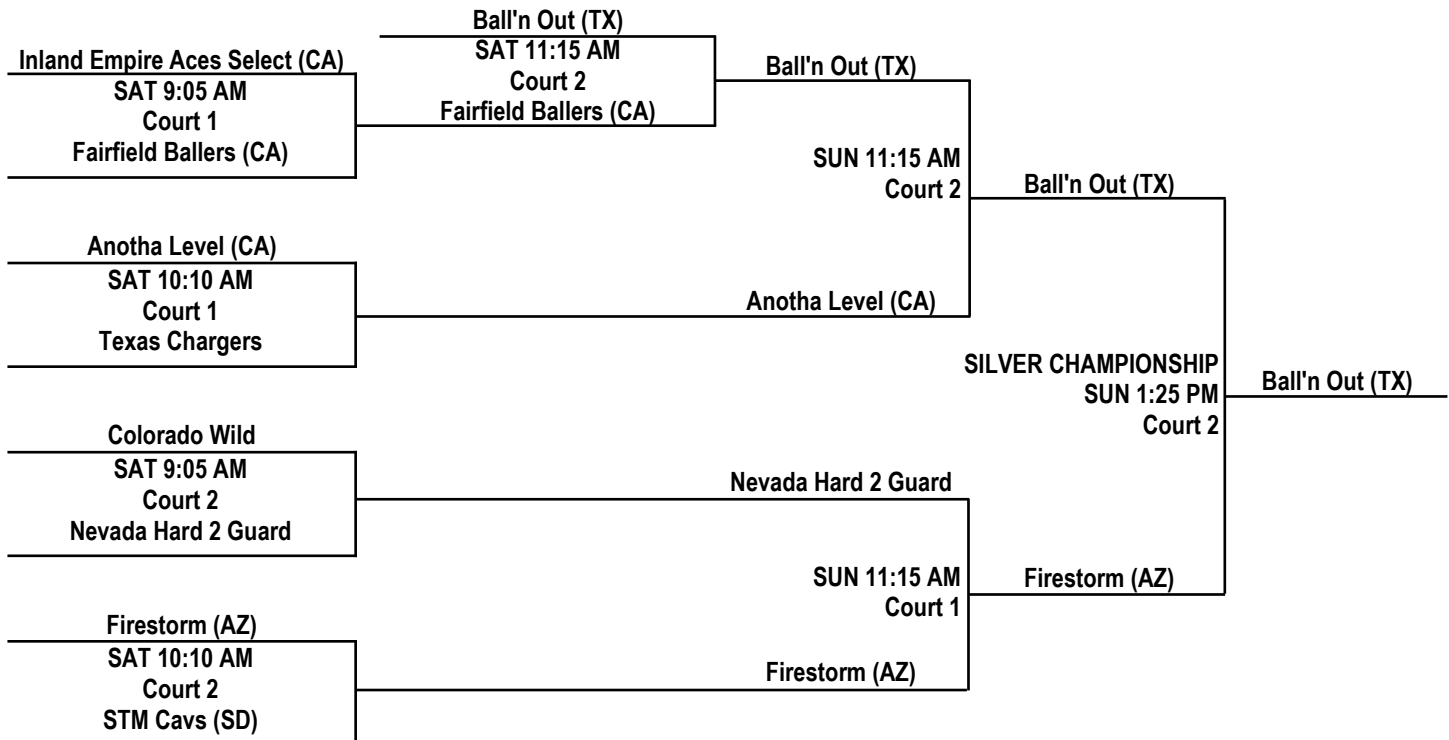 Ball'n Out (TX)
Inland Empire Aces Select (CA)
SAT 11:15 AM
Ball'n Out (TX)
SAT 9:05 AM
Court 2
Court 1
Fairfield Ballers (CA)
Fairfield Ballers (CA)
SUN 11:15 AM
Court 2
Ball'n Out (TX)
Anotha Level (CA)
SAT 10:10 AM
Court 1
Anotha Level (CA)
Texas Chargers
SILVER CHAMPIONSHIP
SUN 1:25 PM
Court 2
Ball'n Out (TX)
Colorado Wild
SAT 9:05 AM
Court 2
Nevada Hard 2 Guard
Nevada Hard 2 Guard
SUN 11:15 AM
Court 1
Firestorm (AZ)
Firestorm (AZ)
SAT 10:10 AM
Court 2
Firestorm (AZ)
STM Cavs (SD)